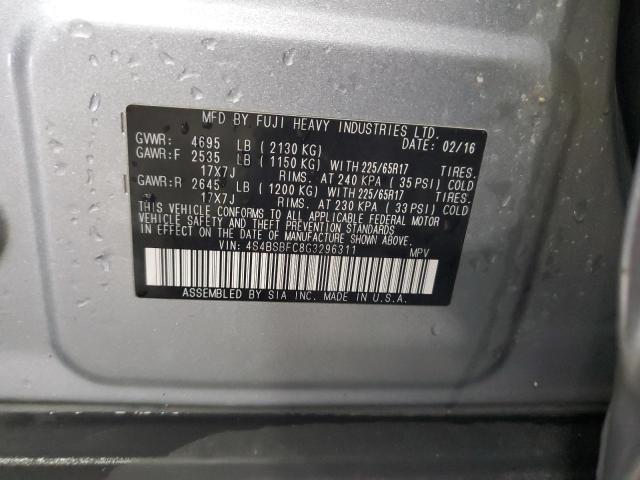 MFD BY FUJI HEAVY INDUSTRIES LTD.
GVWR: 4695 LB ( 2130 KG) DATE: 02/16
GAWR:F 2535 LB ( 1150 KG) WITH 225/65R17 TIRES.
17X7J RIMS. AT 240 KPA ( 35 PSI) COLD
GAWR:R 2645 LB ( 1200 KG) WITH 225/65R17 TIRES.
17X7J RIMS. AT 230 KPA ( 33 PSI) COLD
THIS VEHICLE CONFORMS TO ALL APPLICABLE FEDERAL MOTOR
VEHICLE SAFETY AND THEFT PREVENTION STANDARDS
IN EFFECT ON THE DATE OF MANUFACTURE SHOWN ABOVE.
VIN: 4S4BSBFC8G3296311 MPV
ASSEMBLED BY SIA INC. MADE IN U.S.A.